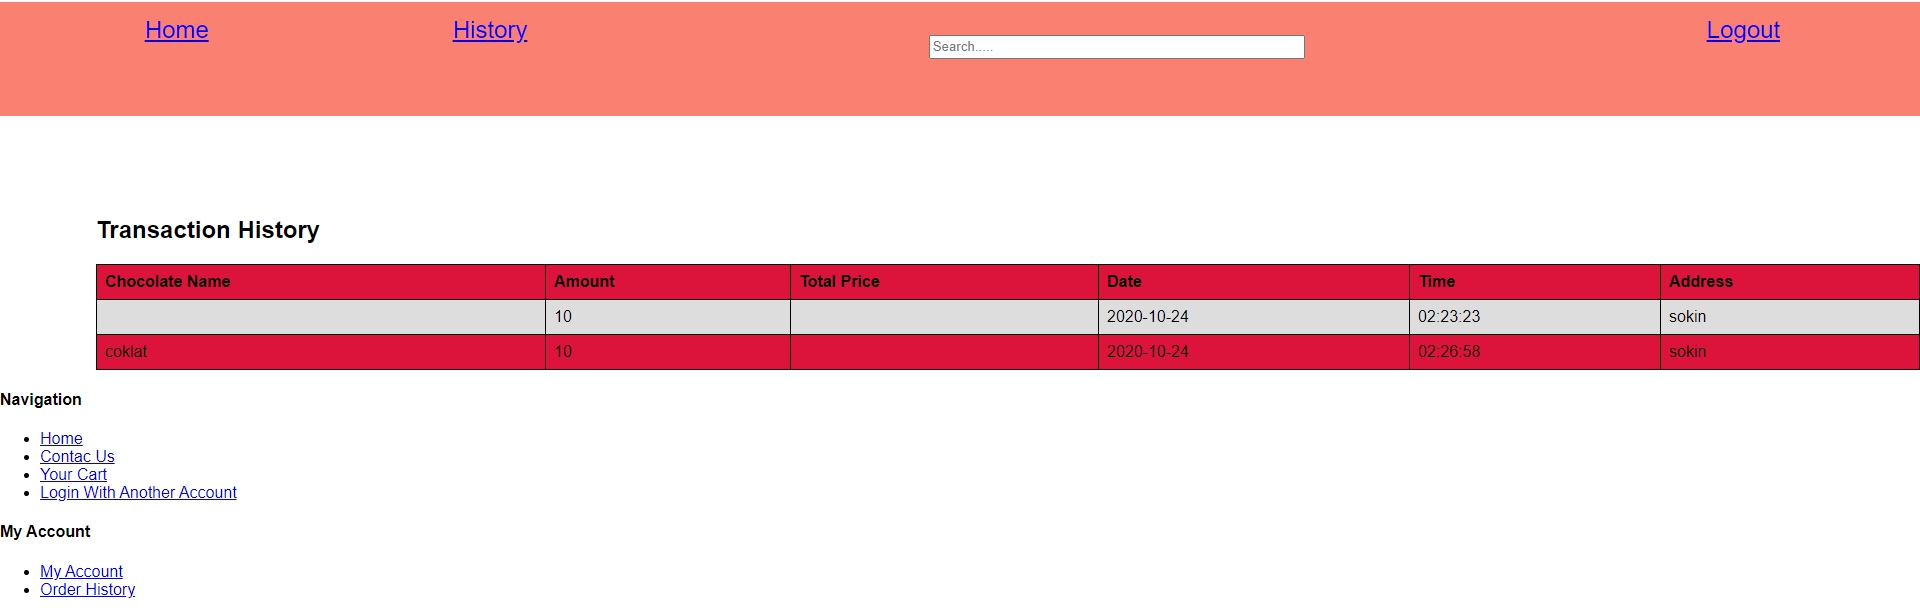 Home History Search..... Logout
Transaction History
Chocolate Name Amount Total Price Date Time Address
10 2020-10-24 02:23:23 sokin
coklat 10 2020-10-24 02:26:58 sokin
Navigation
Home
Contac Us
Your Cart
Login With Another Account
My Account
My Account
Order History